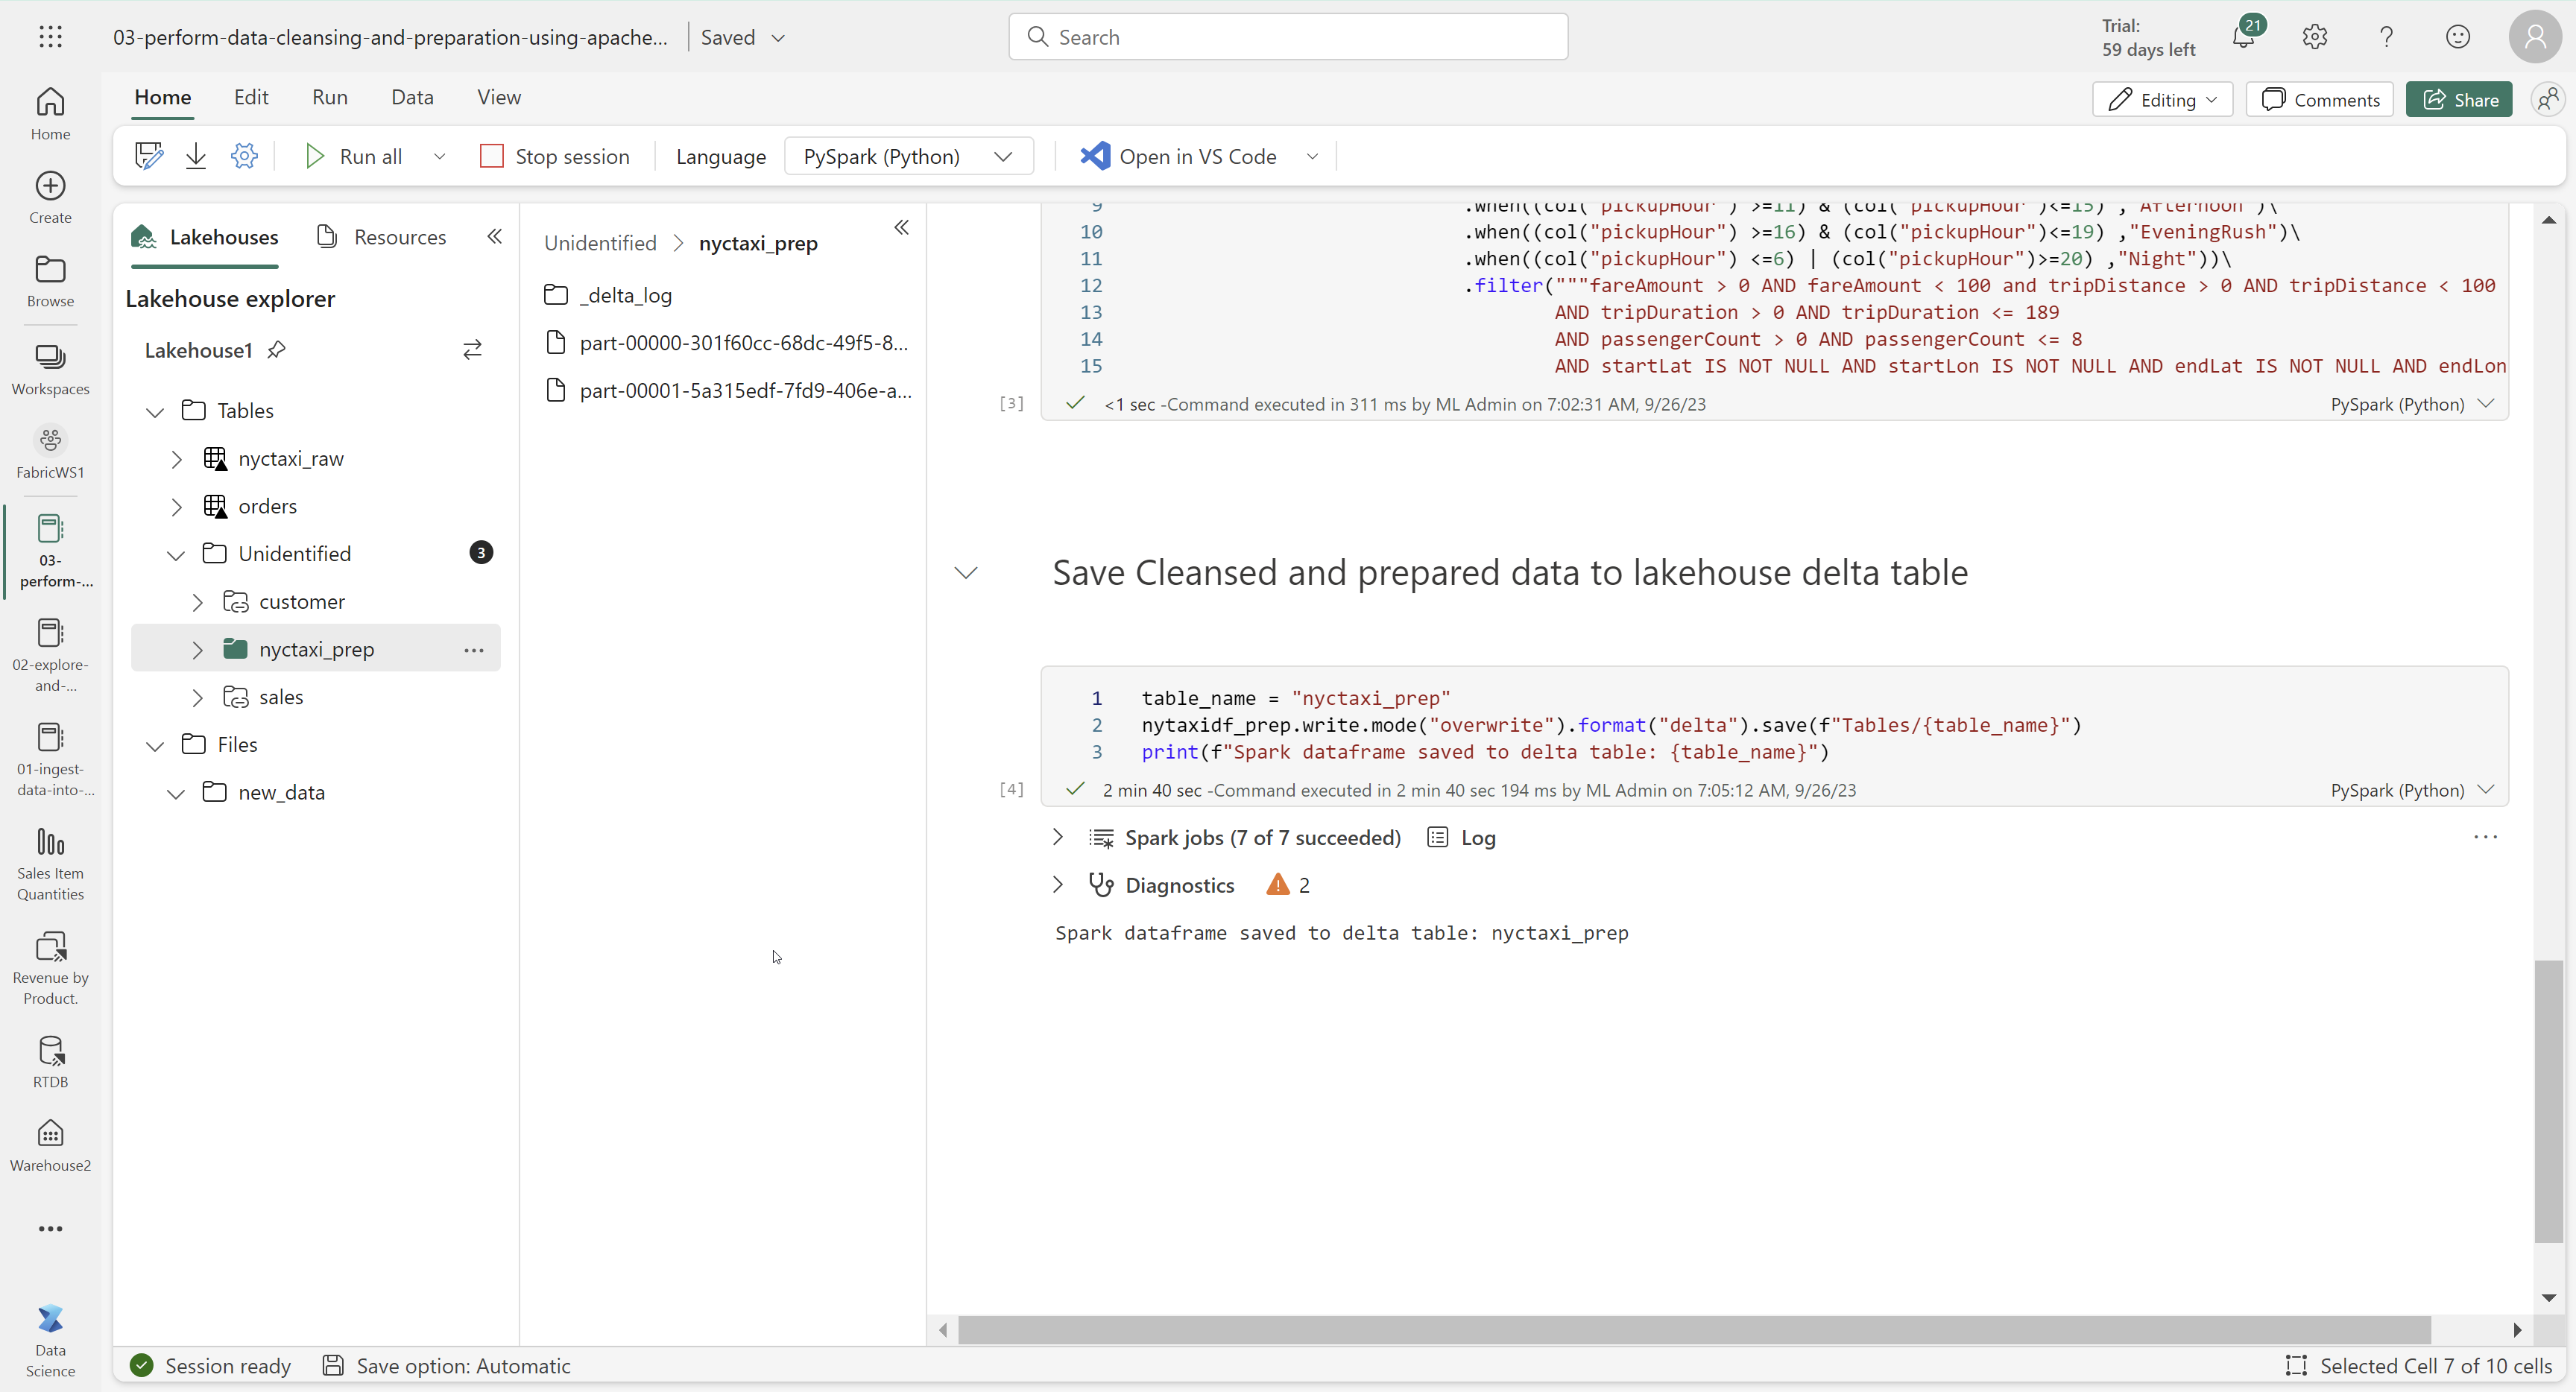 03-perform-data-cleansing-and-preparation-using-apache...
Saved
Search
Trial:
59 days left
21
Home
Edit
Run
Data
View
Editing
Comments
Share
Run all
Stop session
Language
PySpark (Python)
Open in VS Code
Home
Create
Browse
Workspaces
FabricWS1
03-
perform-...
02-explore-
and-...
01-ingest-
data-into-...
Sales Item
Quantities
Revenue by
Product.
RTDB
Warehouse2
Data
Science
Lakehouses
Resources
Lakehouse explorer
Lakehouse1
Tables
nyctaxi_raw
orders
Unidentified
3
customer
nyctaxi_prep
sales
Files
new_data
Unidentified > nyctaxi_prep
_delta_log
part-00000-301f60cc-68dc-49f5-8...
part-00001-5a315edf-7fd9-406e-a...
9 .when((col("pickupHour") >=11) & (col("pickupHour")<=15) ,"Afternoon")\
10 .when((col("pickupHour") >=16) & (col("pickupHour")<=19) ,"EveningRush")\
11 .when((col("pickupHour") <=6) | (col("pickupHour")>=20) ,"Night"))\
12 .filter("""fareAmount > 0 AND fareAmount < 100 and tripDistance > 0 AND tripDistance < 100
13 AND tripDuration > 0 AND tripDuration <= 189
14 AND passengerCount > 0 AND passengerCount <= 8
15 AND startLat IS NOT NULL AND startLon IS NOT NULL AND endLat IS NOT NULL AND endLon
[3]
<1 sec -Command executed in 311 ms by ML Admin on 7:02:31 AM, 9/26/23
PySpark (Python)
Save Cleansed and prepared data to lakehouse delta table
1 table_name = "nyctaxi_prep"
2 nytaxidf_prep.write.mode("overwrite").format("delta").save(f"Tables/{table_name}")
3 print(f"Spark dataframe saved to delta table: {table_name}")
[4]
2 min 40 sec -Command executed in 2 min 40 sec 194 ms by ML Admin on 7:05:12 AM, 9/26/23
PySpark (Python)
Spark jobs (7 of 7 succeeded)
Log
Diagnostics
2
Spark dataframe saved to delta table: nyctaxi_prep
Session ready
Save option: Automatic
Selected Cell 7 of 10 cells